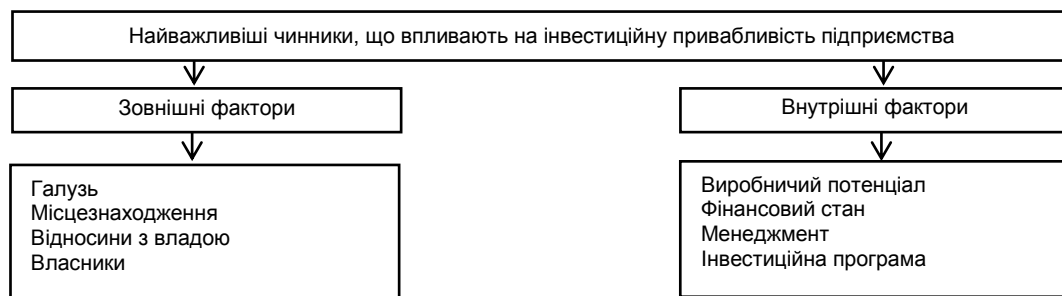 Найважливіші чинники, що впливають на інвестиційну привабливість підприємства
Зовнішні фактори
Внутрішні фактори
Галузь
Місцезнаходження
Відносини з владою
Власники
Виробничий потенціал
Фінансовий стан
Менеджмент
Інвестиційна програма